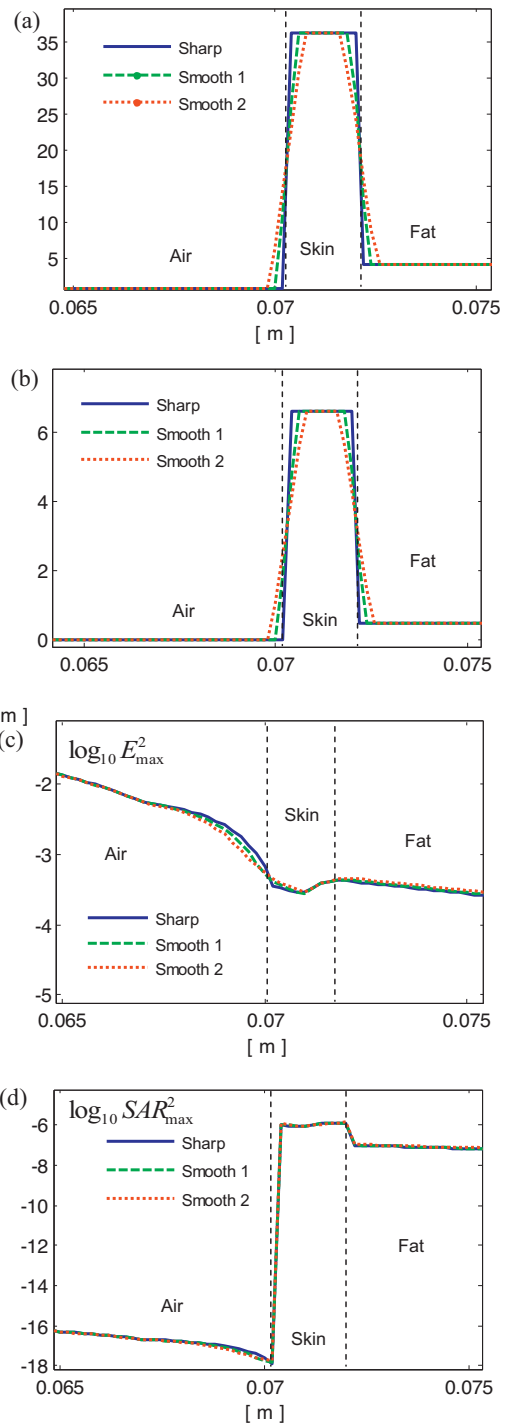 (a)
35
30
25
20
15
10
5
Sharp
Smooth 1
Smooth 2
Air
Skin
Fat
0.065
0.07
0.075
[ m ]
(b)
6
4
2
0
Sharp
Smooth 1
Smooth 2
Air
Skin
Fat
0.065
0.07
0.075
m ]
(c)
log₁₀ E²max
-2
-3
-4
-5
Skin
Air
Fat
Sharp
Smooth 1
Smooth 2
0.065
0.07
0.075
[ m ]
(d)
log₁₀ SAR²max
-6
-8
-10
-12
-14
-16
-18
Sharp
Smooth 1
Smooth 2
Fat
Air
Skin
0.065
0.07
0.075
[ m ]